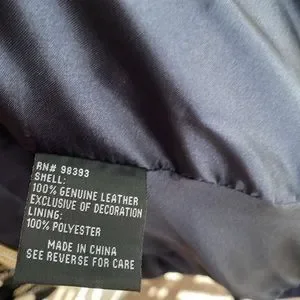 RN# 98393
SHELL:
100% GENUINE LEATHER
EXCLUSIVE OF DECORATION
LINING:
100% POLYESTER
MADE IN CHINA
SEE REVERSE FOR CARE